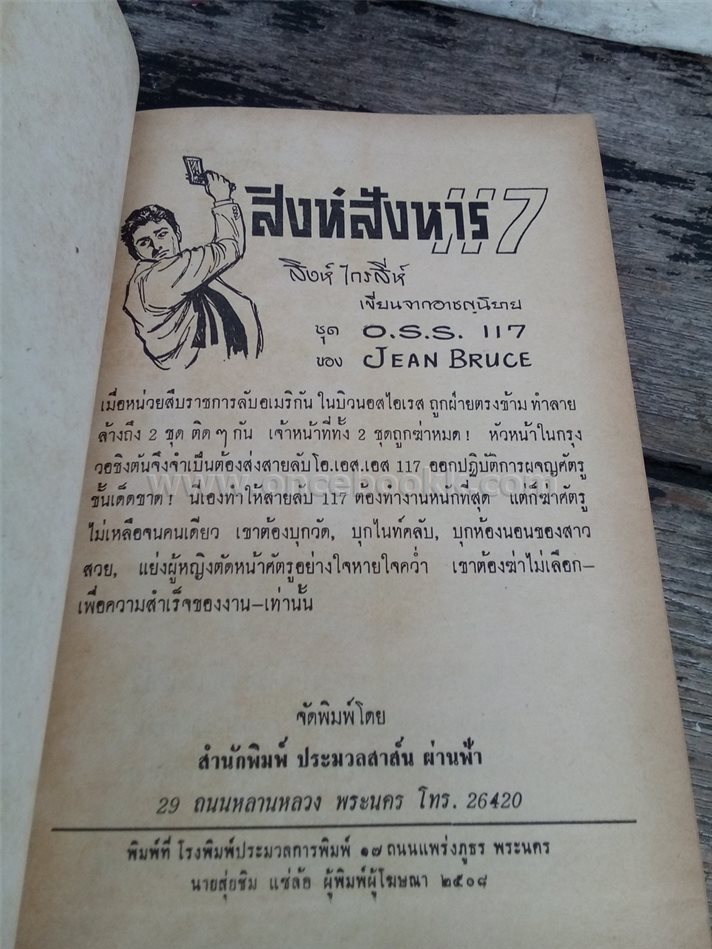 สิงห์สังหาร 117
สิงห์ ไกรสีห์
เขียนจากอาชญนิยาย
ชุด O.S.S. 117
ของ JEAN BRUCE
เมื่อหน่วยสืบราชการลับอเมริกัน ในบิวนอสไอเรส ถูกฝ่ายตรงข้าม ทำลาย
ล้างถึง 2 ชุด ติด ๆ กัน เจ้าหน้าที่ทั้ง 2 ชุดถูกฆ่าหมด! หัวหน้าในกรุง
วอชิงตันจึงจำเป็นต้องส่งสายลับโอ.เอส.เอส 117 ออกปฏิบัติการผจญศัตรู
ขั้นเด็ดขาด! นี่เองทำให้สายลับ 117 ต้องทำงานหนักที่สุด แต่ก็ฆ่าศัตรู
ไม่เหลือจนคนเดียว เขาต้องบุกวัด, บุกไนท์คลับ, บุกห้องนอนของสาว
สวย, แย่งผู้หญิงตัดหน้าศัตรูอย่างใจหายใจคว่ำ เขาต้องฆ่าไม่เลือก–
เพื่อความสำเร็จของงาน–เท่านั้น
จัดพิมพ์โดย
สำนักพิมพ์ ประมวลสาส์น ผ่านฟ้า
29 ถนนหลานหลวง พระนคร โทร. 26420
พิมพ์ที่ โรงพิมพ์ประมวลการพิมพ์ ๑๗ ถนนแพร่งภูธร พระนคร
นายสุ่ยชิม แซ่ล้อ ผู้พิมพ์ผู้โฆษณา ๒๕๐๘